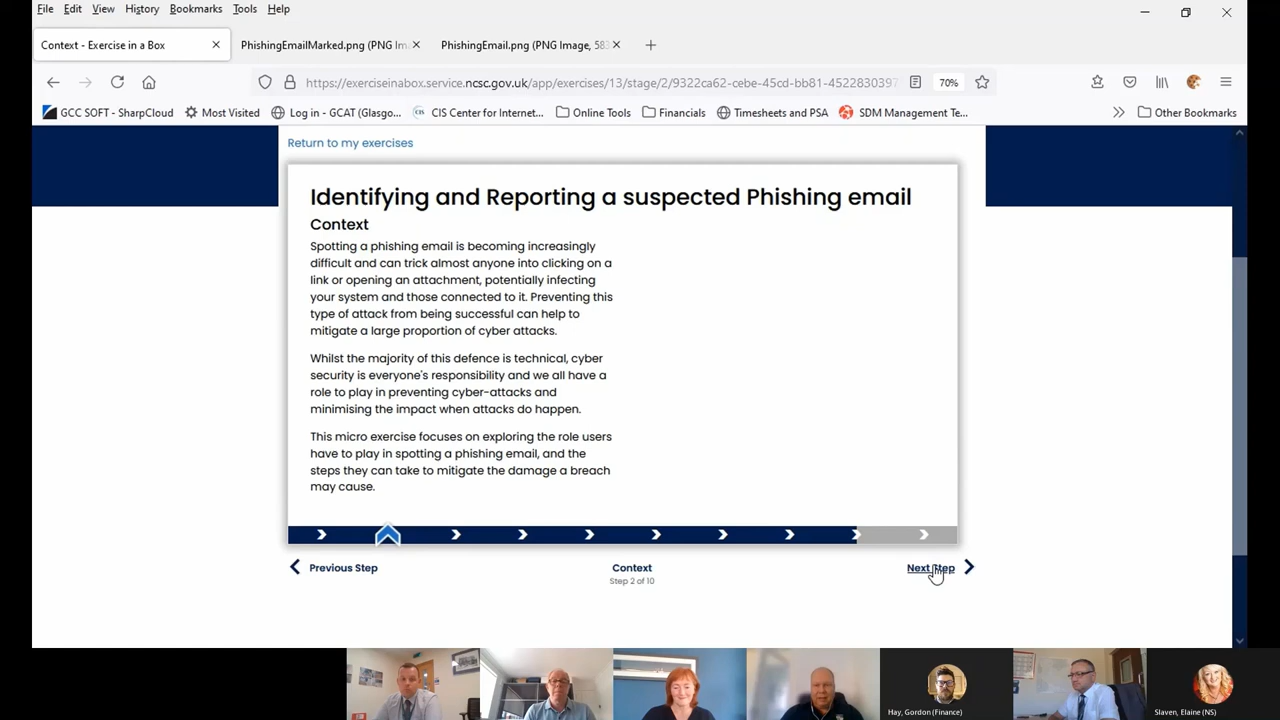 File Edit View History Bookmarks Tools Help
Context - Exercise in a Box
PhishingEmailMarked.png (PNG Im
PhishingEmail.png (PNG Image, 583
https://exerciseinabox.service.ncsc.gov.uk/app/exercises/13/stage/2/9322ca62-cebe-45cd-bb81-4522830397
70%
GCC SOFT - SharpCloud
Most Visited
Log in - GCAT (Glasgo...
CIS
CIS Center for Internet...
Online Tools
Financials
Timesheets and PSA
SDM Management Te...
Other Bookmarks
Return to my exercises
Identifying and Reporting a suspected Phishing email
Context
Spotting a phishing email is becoming increasingly
difficult and can trick almost anyone into clicking on a
link or opening an attachment, potentially infecting
your system and those connected to it. Preventing this
type of attack from being successful can help to
mitigate a large proportion of cyber attacks.
Whilst the majority of this defence is technical, cyber
security is everyone's responsibility and we all have a
role to play in preventing cyber-attacks and
minimising the impact when attacks do happen.
This micro exercise focuses on exploring the role users
have to play in spotting a phishing email, and the
steps they can take to mitigate the damage a breach
may cause.
Previous Step
Context
Next Step
Step 2 of 10
Hay, Gordon (Finance)
Slaven, Elaine (NS)